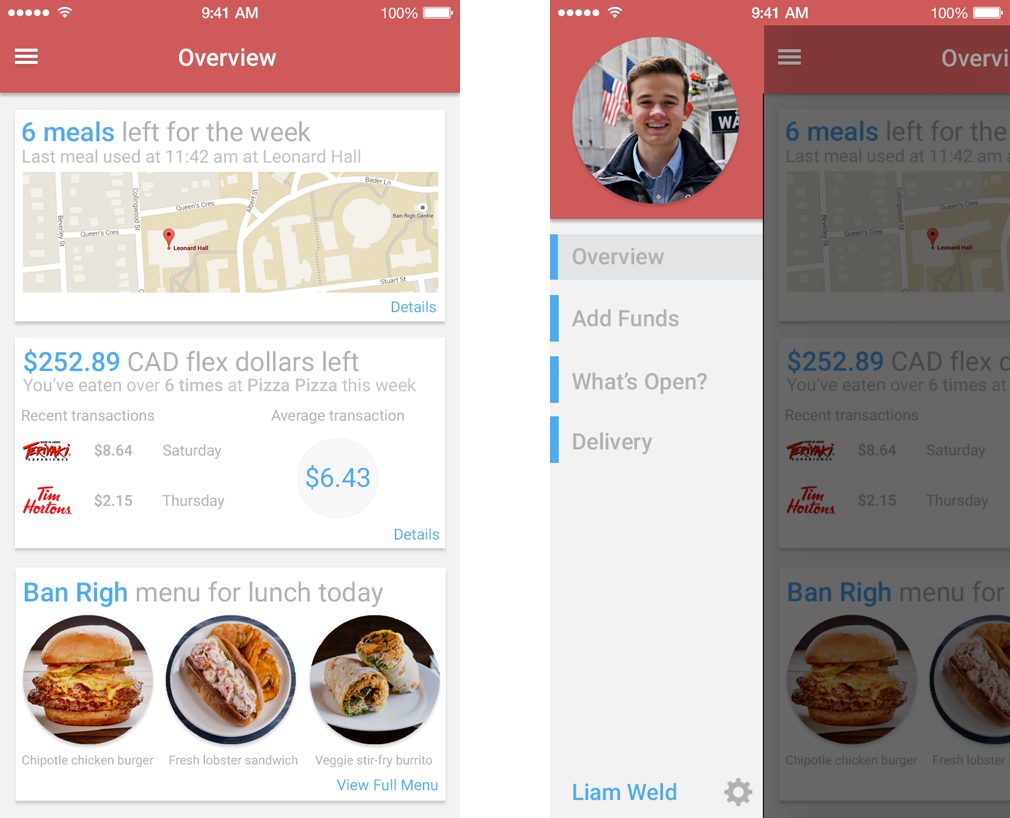 9:41 AM
100%
Overview
6 meals left for the week
Last meal used at 11:42 am at Leonard Hall
Beverley St
Collingwood St
Queen's Cres
Queen's Cres
Albert St
Bader Ln
Ban Righ Centre
Leonard Hall
Stuart St
Details
$252.89 CAD flex dollars left
You've eaten over 6 times at Pizza Pizza this week
Recent transactions
Average transaction
TERIYAKI
EXPERIENCE
$8.64
Saturday
$6.43
Tim
Hortons
$2.15
Thursday
Details
Ban Righ menu for lunch today
Chipotle chicken burger
Fresh lobster sandwich
Veggie stir-fry burrito
View Full Menu
9:41 AM
100%
WA
Overview
Add Funds
What's Open?
Delivery
Liam Weld
Overvi
6 meals left for the
Last meal used at 11:42 am a
Queen's Cres
Queen's Cres
Leonard Hall
$252.89 CAD flex d
You've eaten over 6 times at
Recent transactions
TERIYAKI
EXPERIENCE
$8.64
Saturday
Tim
Hortons
$2.15
Thursday
Ban Righ menu for
Chipotle chicken burger
Fresh lobster